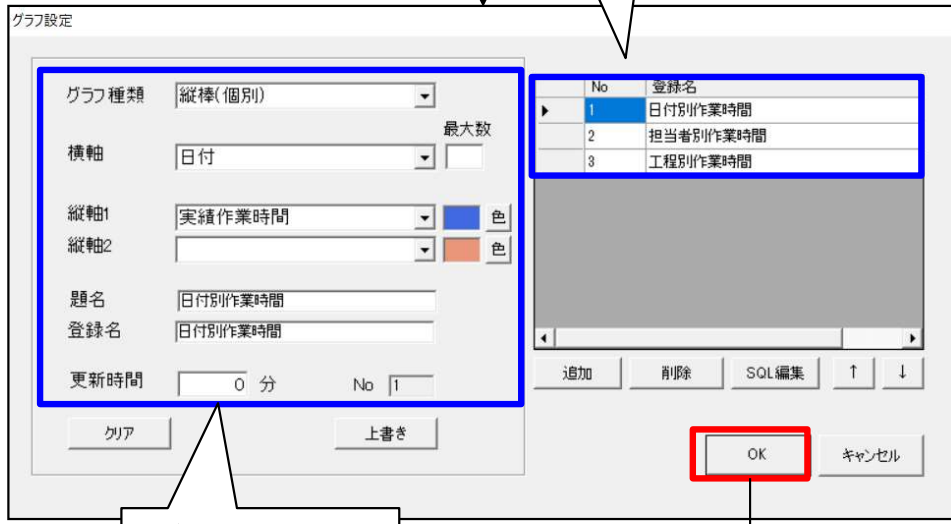 グラフ設定
グラフ種類 縦棒(個別)
最大数
横軸 日付
縦軸1 実績作業時間 色
縦軸2 色
題名 日付別作業時間
登録名 日付別作業時間
更新時間 0 分 No 1
クリア 上書き
No 登録名
1 日付別作業時間
2 担当者別作業時間
3 工程別作業時間
追加 削除 SQL編集 ↑ ↓
OK キャンセル